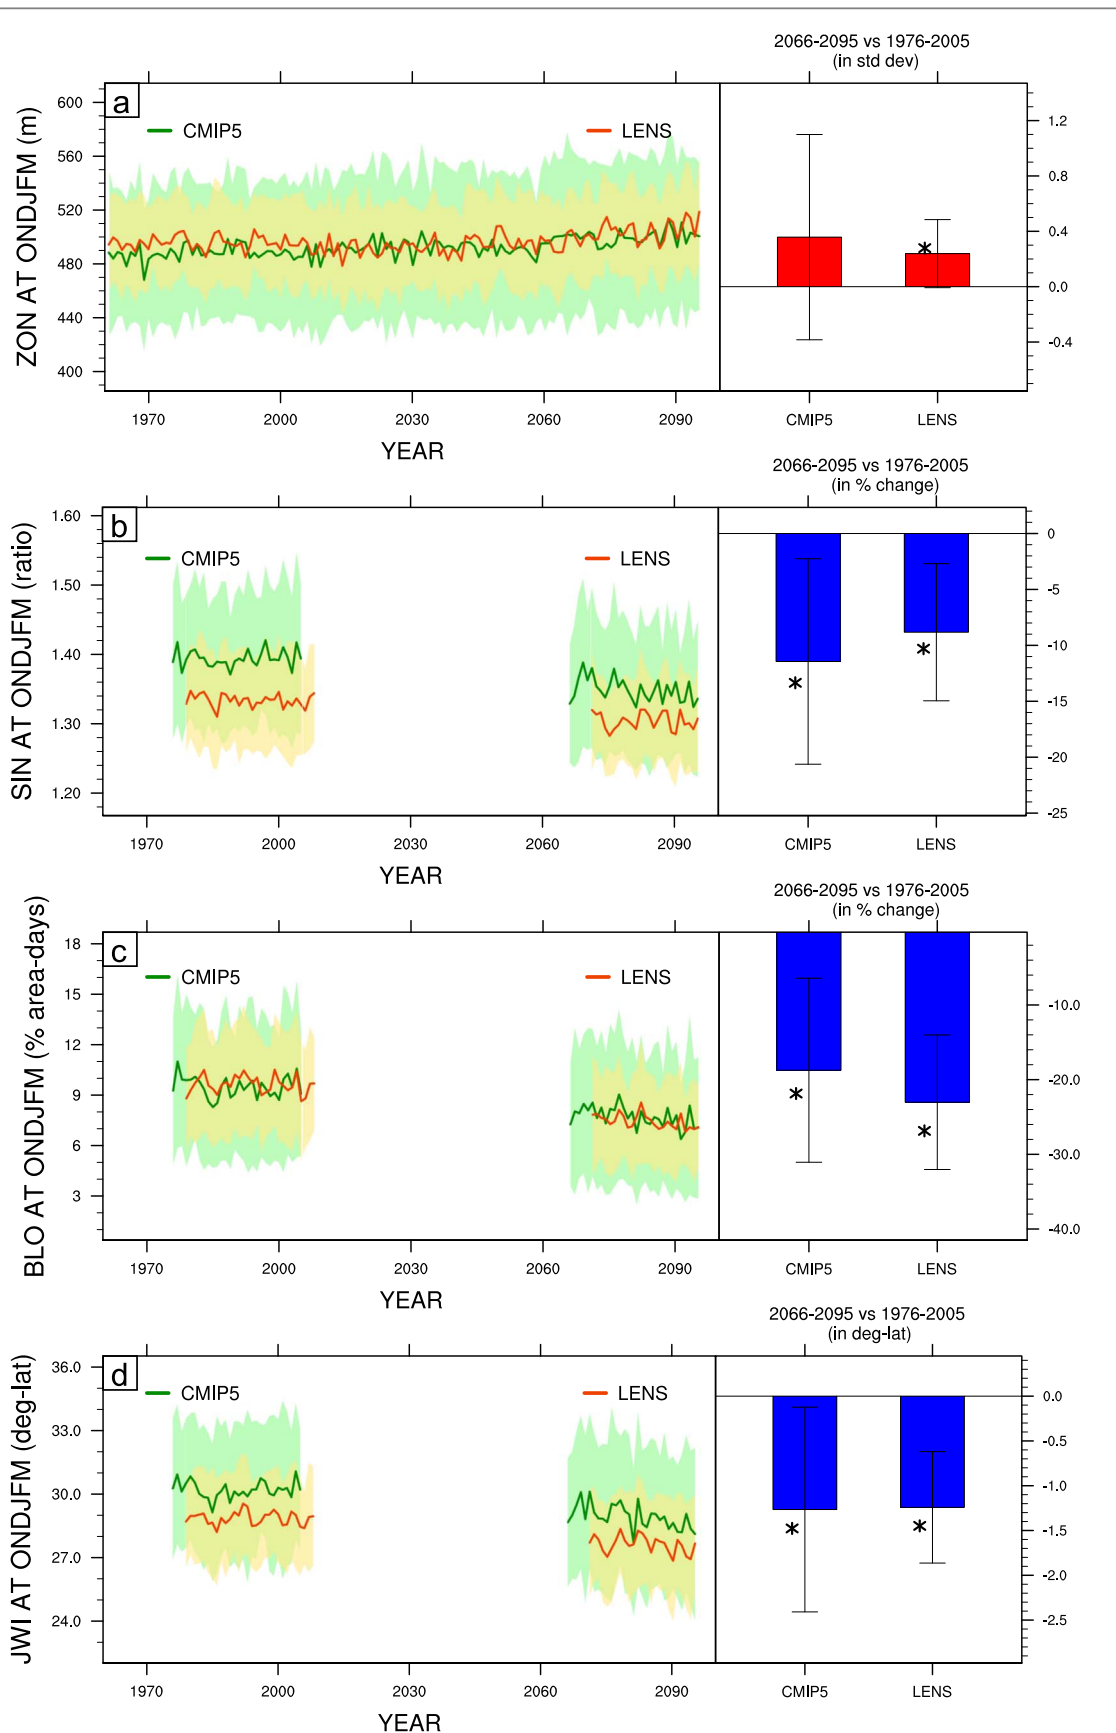 2066-2095 vs 1976-2005
(in std dev)
a
CMIP5
LENS
ZON AT ONDJFM (m)
600
560
520
480
440
400
1970
2000
2030
2060
2090
YEAR
1.2
0.8
0.4
0.0
-0.4
CMIP5
LENS
2066-2095 vs 1976-2005
(in % change)
b
CMIP5
LENS
SIN AT ONDJFM (ratio)
1.60
1.50
1.40
1.30
1.20
1970
2000
2030
2060
2090
YEAR
0
-5
-10
-15
-20
-25
CMIP5
LENS
2066-2095 vs 1976-2005
(in % change)
c
CMIP5
LENS
BLO AT ONDJFM (% area-days)
18
15
12
9
6
3
1970
2000
2030
2060
2090
YEAR
-10.0
-20.0
-30.0
-40.0
CMIP5
LENS
2066-2095 vs 1976-2005
(in deg-lat)
d
CMIP5
LENS
JWI AT ONDJFM (deg-lat)
36.0
33.0
30.0
27.0
24.0
1970
2000
2030
2060
2090
YEAR
0.0
-0.5
-1.0
-1.5
-2.0
-2.5
CMIP5
LENS